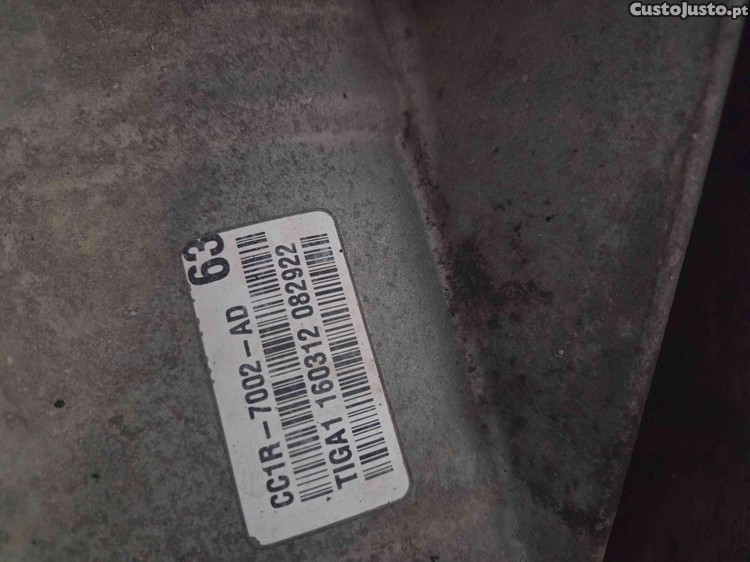 CustoJusto.pt
63
CC1R-7002-AD
TIGA1 160312 082922